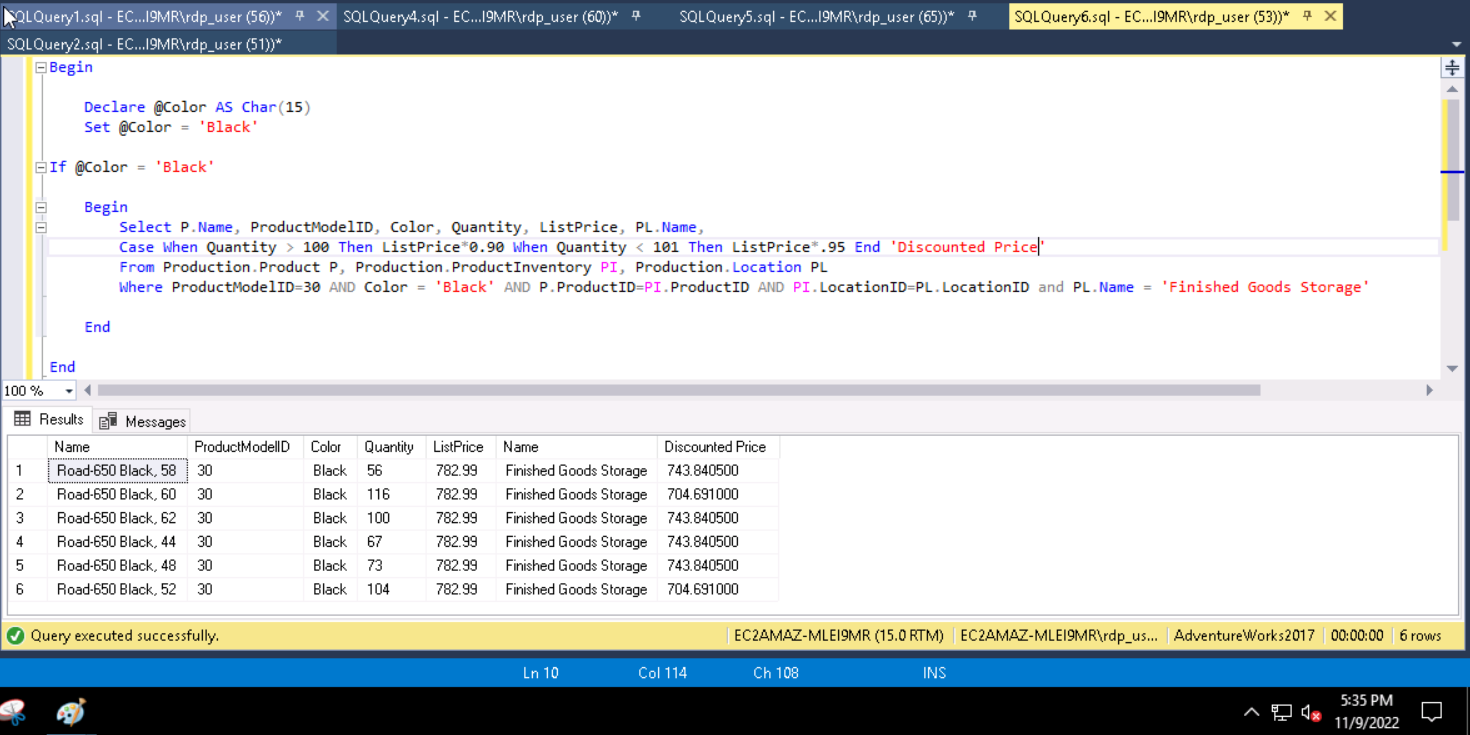 SQLQuery1.sql - EC...I9MR\rdp_user (56))* SQLQuery4.sql - EC...I9MR\rdp_user (60))* SQLQuery5.sql - EC...I9MR\rdp_user (65))* SQLQuery6.sql - EC...I9MR\rdp_user (53))*
SQLQuery2.sql - EC...I9MR\rdp_user (51))*
Begin
Declare @Color AS Char(15)
Set @Color = 'Black'
If @Color = 'Black'
Begin
Select P.Name, ProductModelID, Color, Quantity, ListPrice, PL.Name,
Case When Quantity > 100 Then ListPrice*0.90 When Quantity < 101 Then ListPrice*.95 End 'Discounted Price'
From Production.Product P, Production.ProductInventory PI, Production.Location PL
Where ProductModelID=30 AND Color = 'Black' AND P.ProductID=PI.ProductID AND PI.LocationID=PL.LocationID and PL.Name = 'Finished Goods Storage'
End
End
100 %
Results Messages
Name ProductModelID Color Quantity ListPrice Name Discounted Price
1 Road-650 Black, 58 30 Black 56 782.99 Finished Goods Storage 743.840500
2 Road-650 Black, 60 30 Black 116 782.99 Finished Goods Storage 704.691000
3 Road-650 Black, 62 30 Black 100 782.99 Finished Goods Storage 743.840500
4 Road-650 Black, 44 30 Black 67 782.99 Finished Goods Storage 743.840500
5 Road-650 Black, 48 30 Black 73 782.99 Finished Goods Storage 743.840500
6 Road-650 Black, 52 30 Black 104 782.99 Finished Goods Storage 704.691000
Query executed successfully. EC2AMAZ-MLEI9MR (15.0 RTM) EC2AMAZ-MLEI9MR\rdp_us... AdventureWorks2017 00:00:00 6 rows
Ln 10 Col 114 Ch 108 INS
5:35 PM
11/9/2022